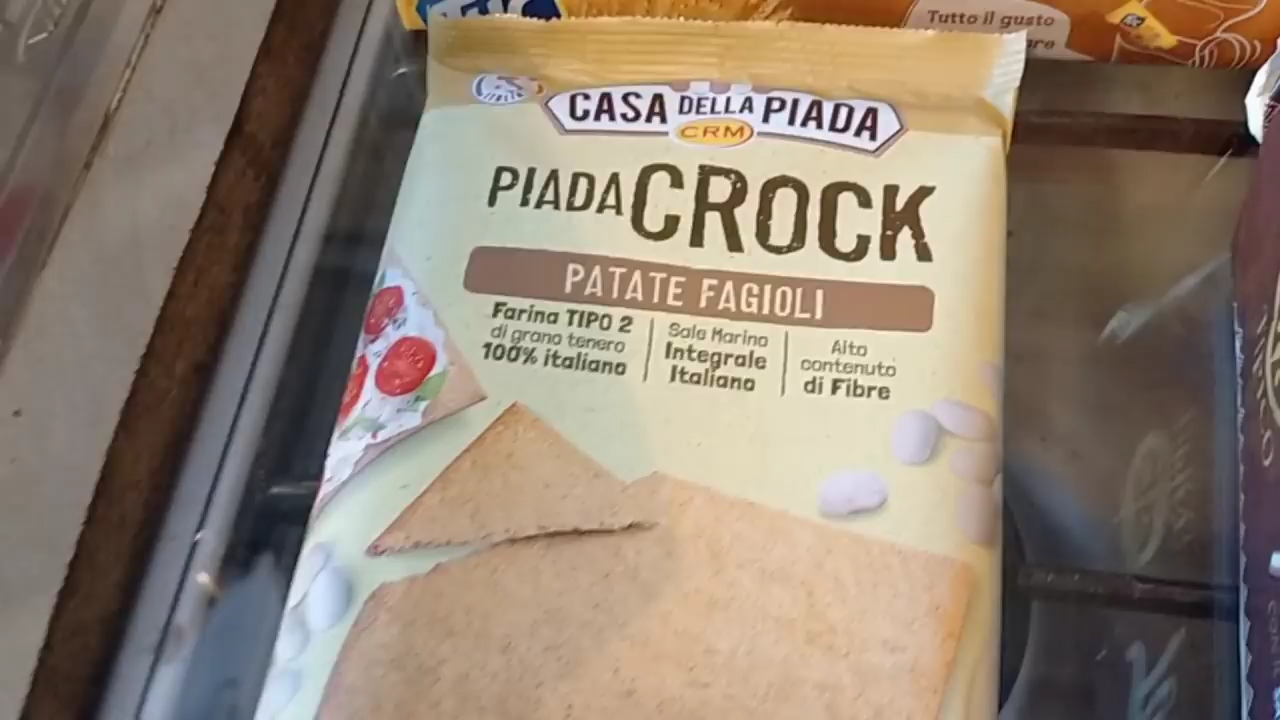 Tutto il gusto
ITALIA
CASA DELLA PIADA
CRM
PIADA CROCK
PATATE FAGIOLI
Farina TIPO 2
di grano tenero
100% italiano
Sale Marino
Integrale
Italiano
Alto
contenuto
di Fibre